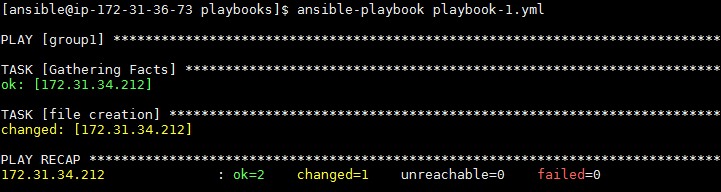 [ansible@ip-172-31-36-73 playbooks]$ ansible-playbook playbook-1.yml
PLAY [group1] ****************************************************************************
TASK [Gathering Facts] *******************************************************************
ok: [172.31.34.212]
TASK [file creation] *********************************************************************
changed: [172.31.34.212]
PLAY RECAP *******************************************************************************
172.31.34.212 : ok=2 changed=1 unreachable=0 failed=0